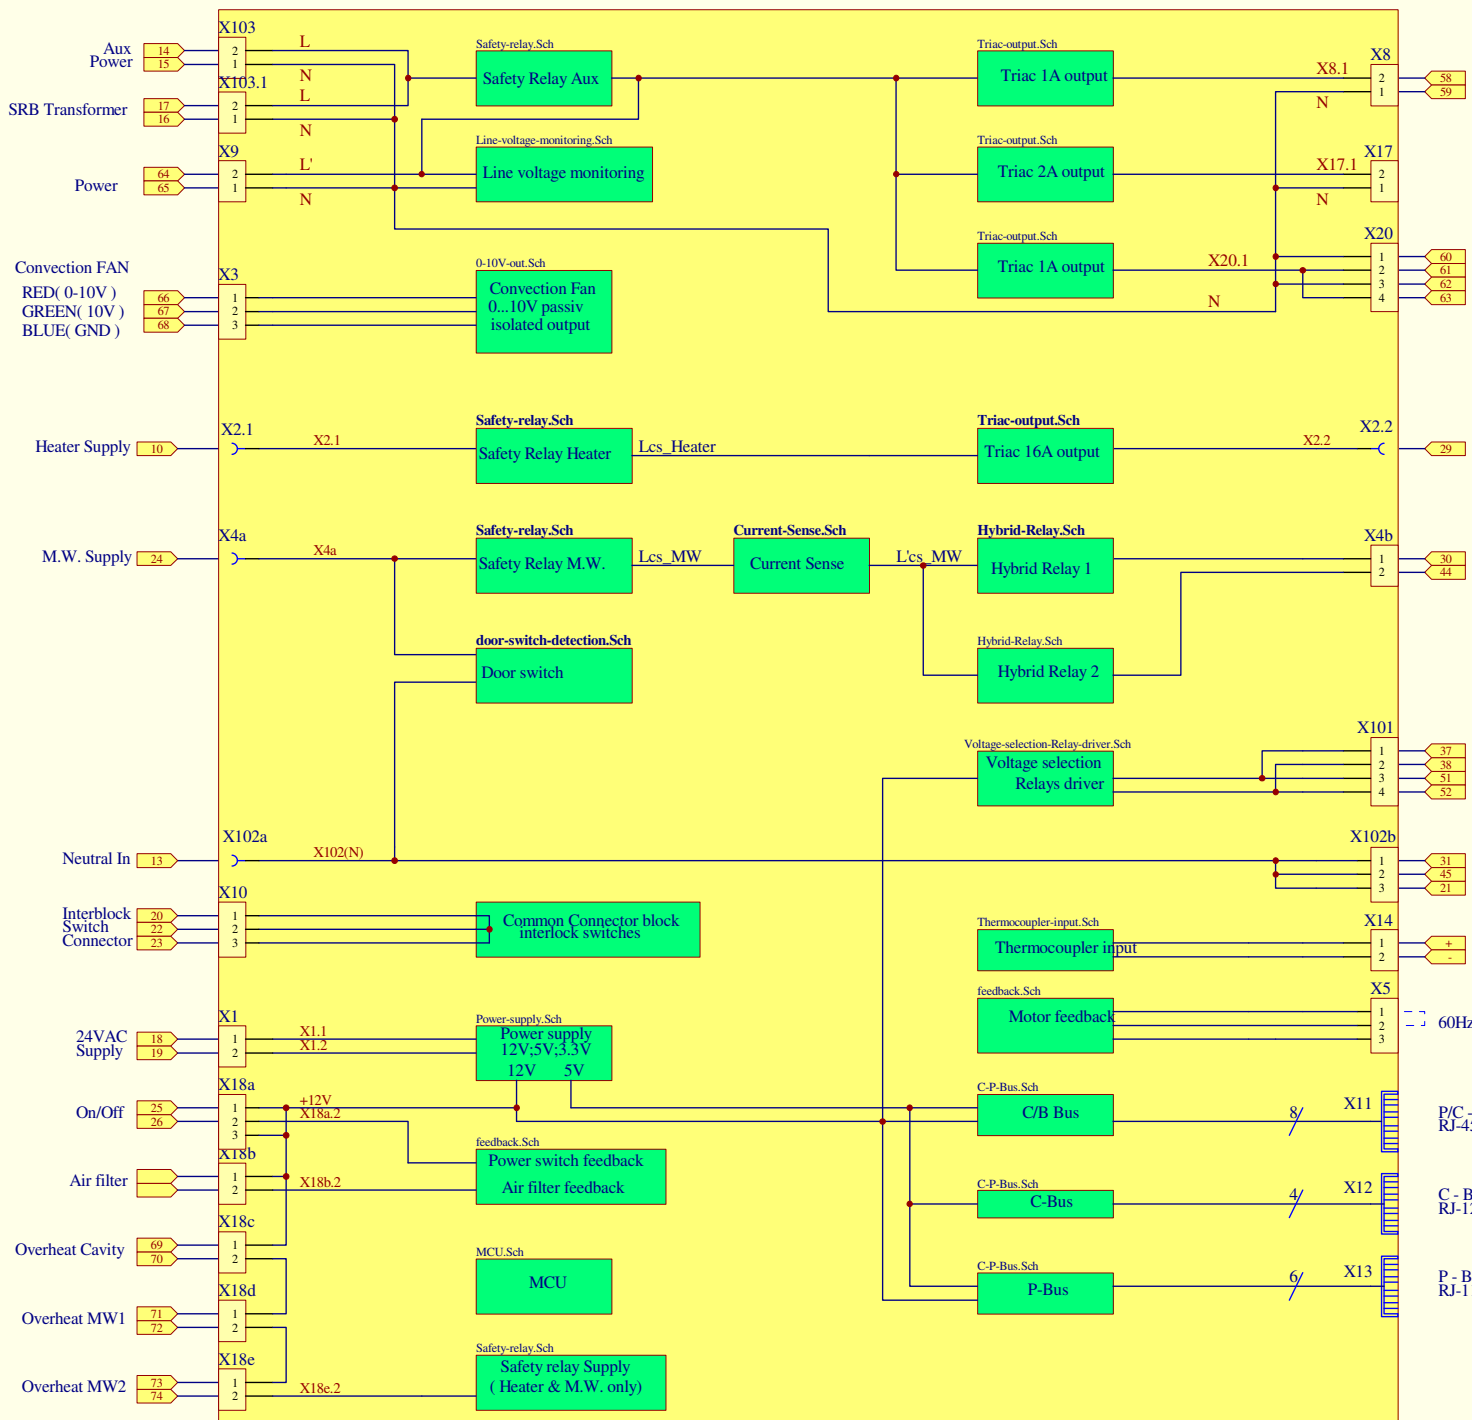 X103
Aux
Power
14
15
2
1
L
N
Safety-relay.Sch
Safety Relay Aux
Triac-output.Sch
Triac 1A output
X8.1
N
X8
2
1
58
59
X103.1
SRB Transformer
17
16
2
1
L
N
X9
Power
64
65
2
1
L'
N
Line-voltage-monitoring.Sch
Line voltage monitoring
Triac-output.Sch
Triac 2A output
X17.1
N
X17
2
1
Triac-output.Sch
Triac 1A output
X20.1
N
X20
1
2
3
4
60
61
62
63
Convection FAN
RED( 0-10V )
GREEN( 10V )
BLUE( GND )
66
67
68
X3
1
2
3
0-10V-out.Sch
Convection Fan
0...10V passiv
isolated output
Heater Supply
10
X2.1
X2.1
Safety-relay.Sch
Safety Relay Heater
Lcs_Heater
Triac-output.Sch
Triac 16A output
X2.2
X2.2
29
M.W. Supply
24
X4a
X4a
Safety-relay.Sch
Safety Relay M.W.
Lcs_MW
Current-Sense.Sch
Current Sense
L'cs_MW
Hybrid-Relay.Sch
Hybrid Relay 1
X4b
1
2
30
44
door-switch-detection.Sch
Door switch
Hybrid-Relay.Sch
Hybrid Relay 2
Voltage-selection-Relay-driver.Sch
Voltage selection
Relays driver
X101
1
2
3
4
37
38
51
52
Neutral In
13
X102a
X102(N)
X102b
1
2
3
31
45
21
Interblock
Switch
Connector
20
22
23
X10
1
2
3
Common Connector block
interlock switches
Thermocoupler-input.Sch
Thermocoupler input
X14
1
2
+
-
feedback.Sch
Motor feedback
X5
1
2
3
60Hz
24VAC
Supply
18
19
X1
1
2
X1.1
X1.2
Power-supply.Sch
Power supply
12V;5V;3.3V
12V 5V
On/Off
25
26
X18a
1
2
3
+12V
X18a.2
C-P-Bus.Sch
C/B Bus
8
X11
P/C -
RJ-45
Air filter
X18b
1
2
X18b.2
feedback.Sch
Power switch feedback
Air filter feedback
C-P-Bus.Sch
C-Bus
4
X12
C - B
RJ-12
Overheat Cavity
69
70
X18c
1
2
MCU.Sch
MCU
C-P-Bus.Sch
P-Bus
6
X13
P - B
RJ-1
Overheat MW1
71
72
X18d
1
2
Overheat MW2
73
74
X18e
1
2
X18e.2
Safety-relay.Sch
Safety relay Supply
( Heater & M.W. only)